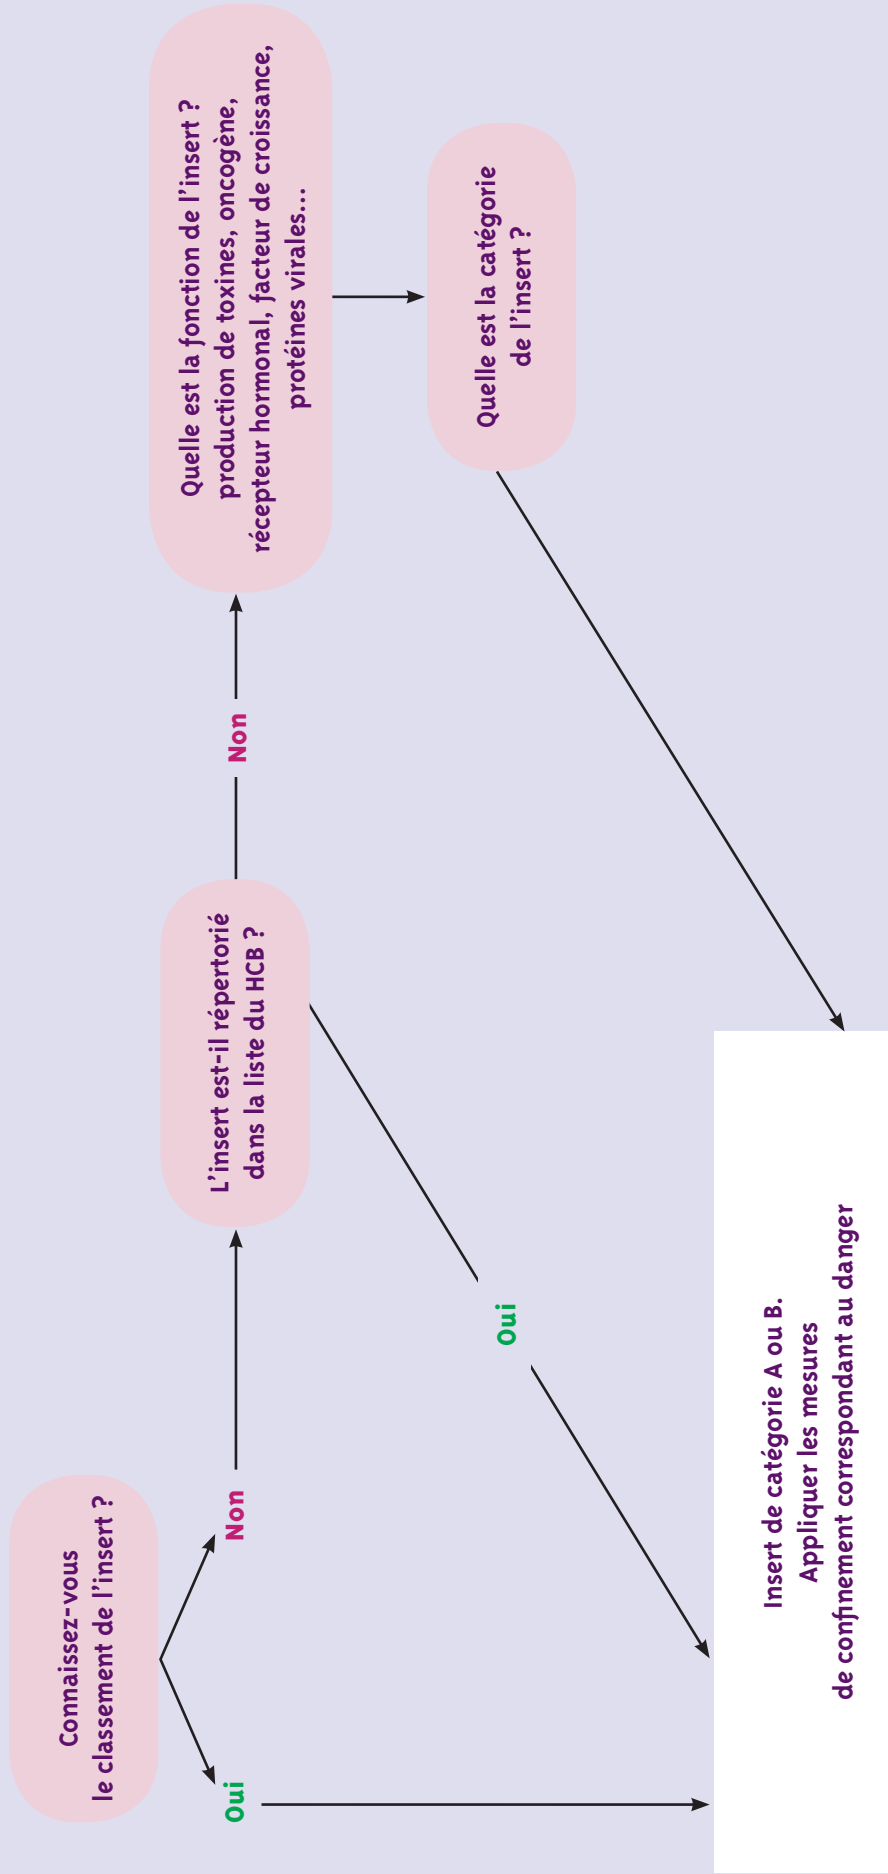 Connaissez-vous
le classement de l'insert ?
Oui
Non
L'insert est-il répertorié
dans la liste du HCB ?
Non
Oui
Quelle est la fonction de l'insert ?
production de toxines, oncogène,
récepteur hormonal, facteur de croissance,
protéines virales...
Quelle est la catégorie
de l'insert ?
Insert de catégorie A ou B.
Appliquer les mesures
de confinement correspondant au danger